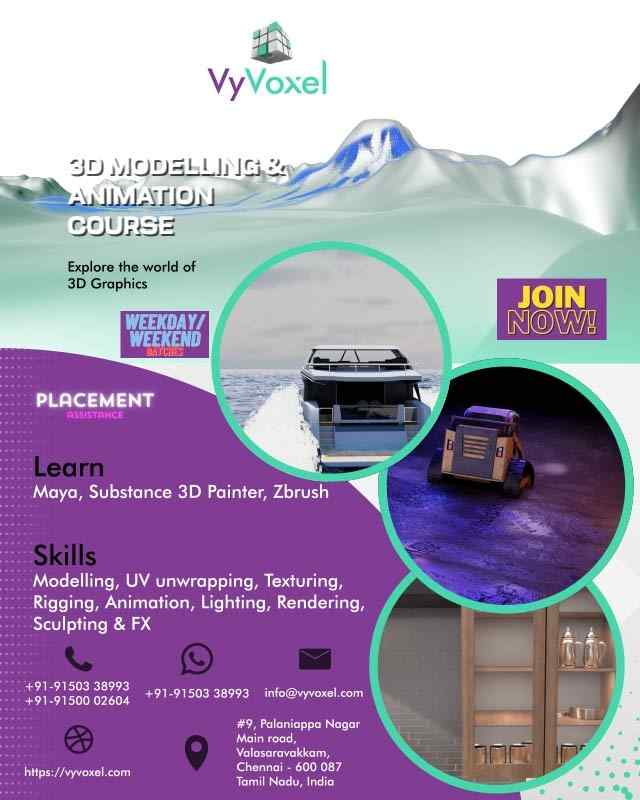 VyVoxel
3D MODELLING &
ANIMATION
COURSE
Explore the world of
3D Graphics
WEEKDAY/
WEEKEND
BATCHES
JOIN
NOW!
PLACEMENT
ASSISTANCE
Learn
Maya, Substance 3D Painter, Zbrush
Skills
Modelling, UV unwrapping, Texturing,
Rigging, Animation, Lighting, Rendering,
Sculpting & FX
+91-91503 38993
+91-91500 02604
+91-91503 38993
info@vyvoxel.com
https://vyvoxel.com
#9, Palaniappa Nagar
Main road,
Valasaravakkam,
Chennai - 600 087
Tamil Nadu, India